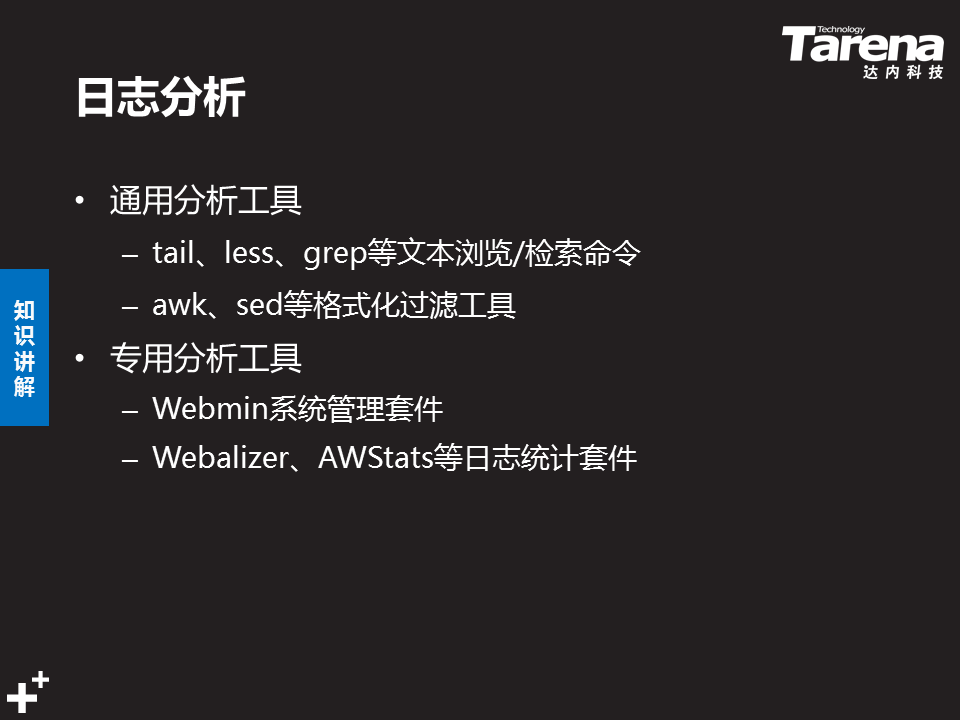 Technology
Tarena
达内科技
日志分析
• 通用分析工具
– tail、less、grep等文本浏览/检索命令
– awk、sed等格式化过滤工具
• 专用分析工具
– Webmin系统管理套件
– Webalizer、AWStats等日志统计套件
知
识
讲
解